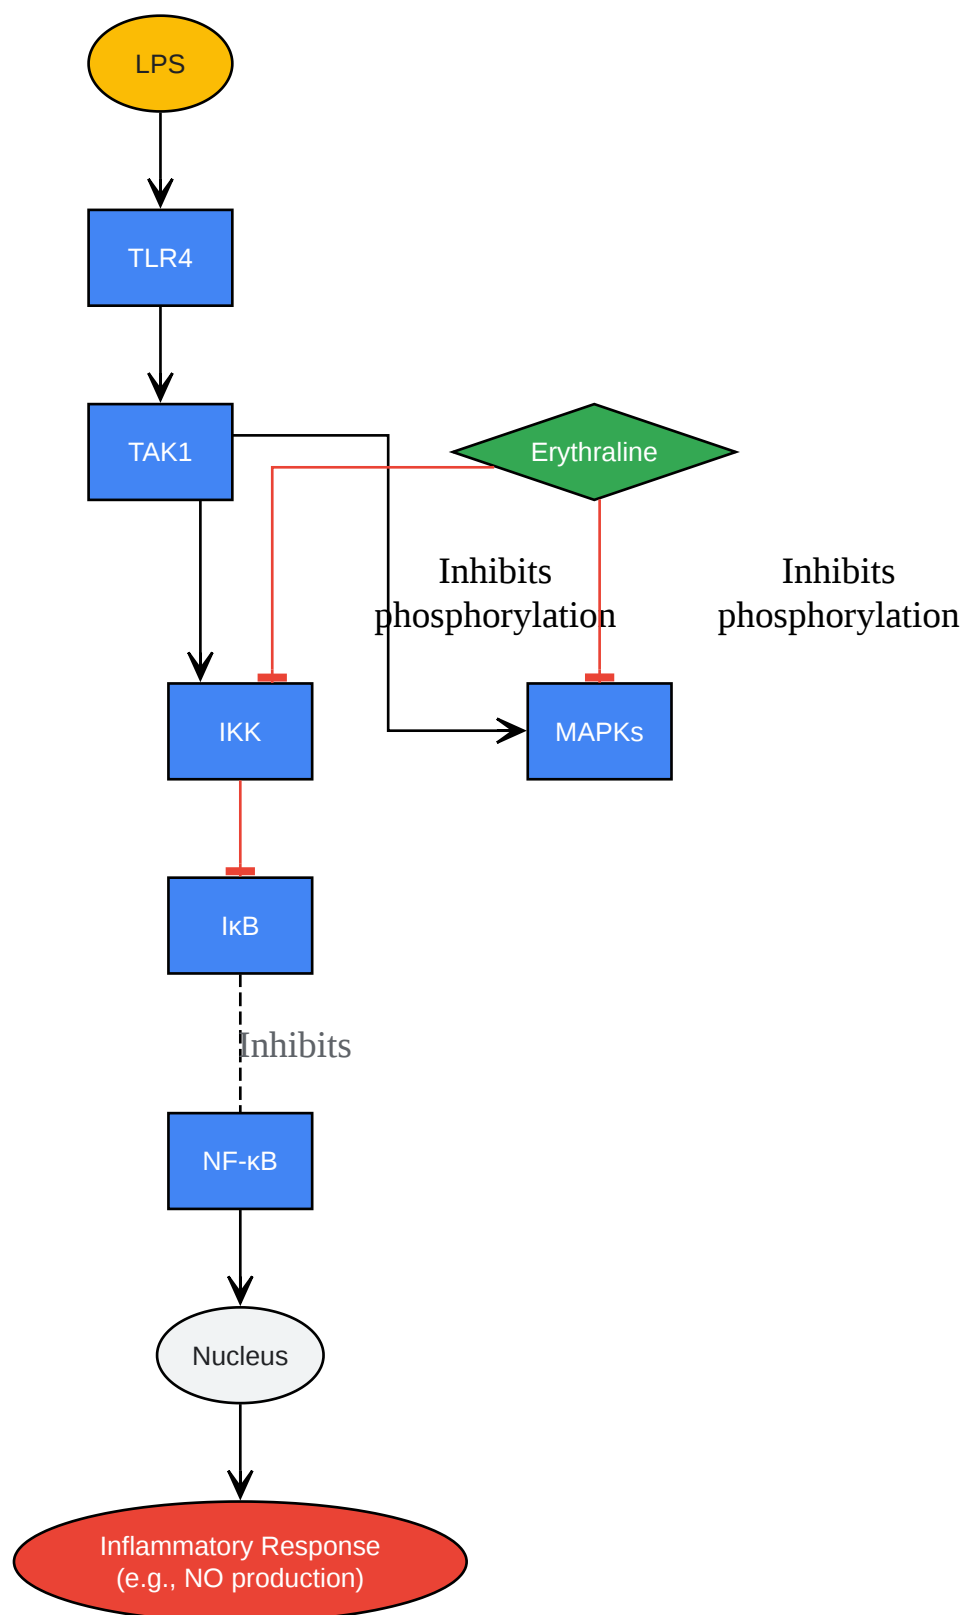 LPS
TLR4
TAK1
Erythraline
Inhibits
phosphorylation
Inhibits
phosphorylation
IKK
MAPKs
IκB
Inhibits
NF-κB
Nucleus
Inflammatory Response
(e.g., NO production)